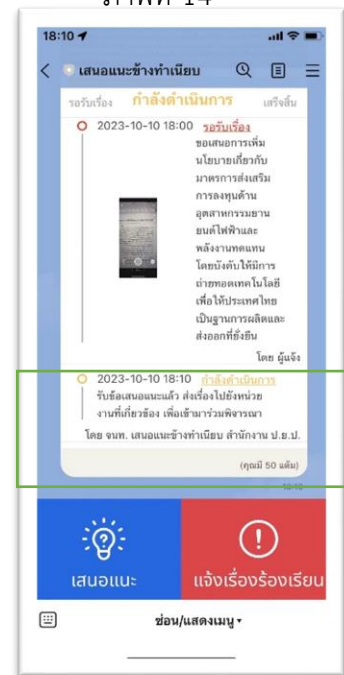 ภาพที่ 14
18:10
เสนอแนะข้างทำเนียบ
รอรับเรื่อง กำลังดำเนินการ เสร็จสิ้น
2023-10-10 18:00 รอรับเรื่อง
ขอเสนอการเพิ่ม
นโยบายเกี่ยวกับ
มาตรการส่งเสริม
การลงทุนด้าน
อุตสาหกรรมยาน
ยนต์ไฟฟ้าและ
พลังงานทดแทน
โดยบังคับให้มีการ
ถ่ายทอดเทคโนโลยี
เพื่อให้ประเทศไทย
เป็นฐานการผลิตและ
ส่งออกที่ยั่งยืน
โดย ผู้แจ้ง
2023-10-10 18:10 กำลังดำเนินการ
รับข้อเสนอแนะแล้ว ส่งเรื่องไปยังหน่วย
งานที่เกี่ยวข้อง เพื่อเข้ามาร่วมพิจารณา
โดย จนท. เสนอแนะข้างทำเนียบ สำนักงาน ป.ย.ป.
(คุณมี 50 แต้ม)
เสนอแนะ
แจ้งเรื่องร้องเรียน
ซ่อน/แสดงเมนู